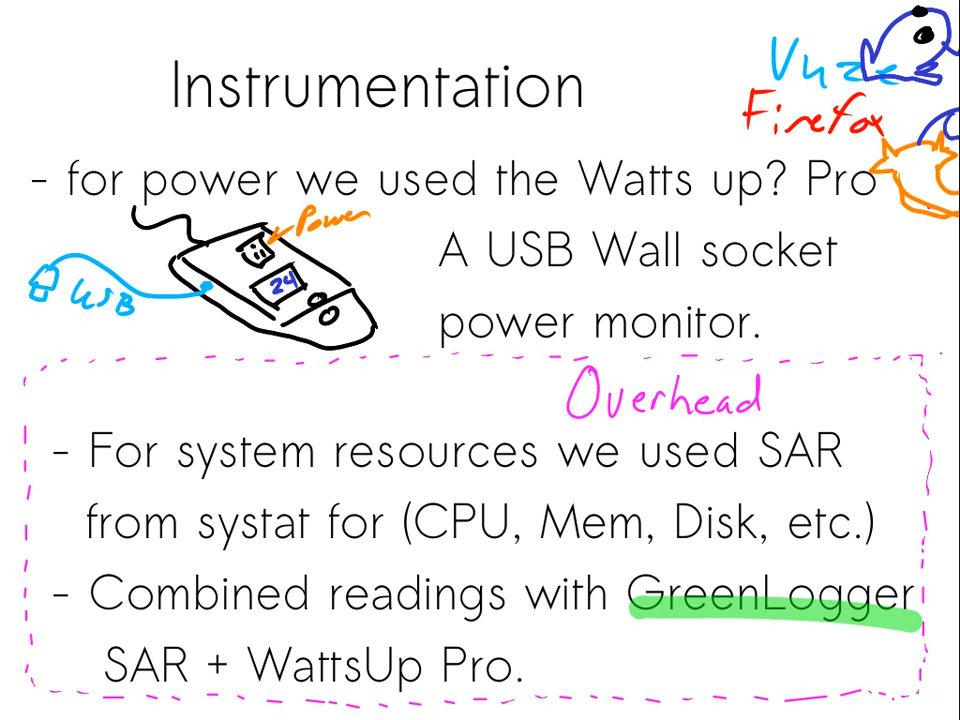 Vuze
Firefox
Instrumentation
- for power we used the Watts up? Pro
Power
A USB Wall socket
24
USB
power monitor.
Overhead
- For system resources we used SAR
from systat for (CPU, Mem, Disk, etc.)
- Combined readings with GreenLogger
SAR + WattsUp Pro.